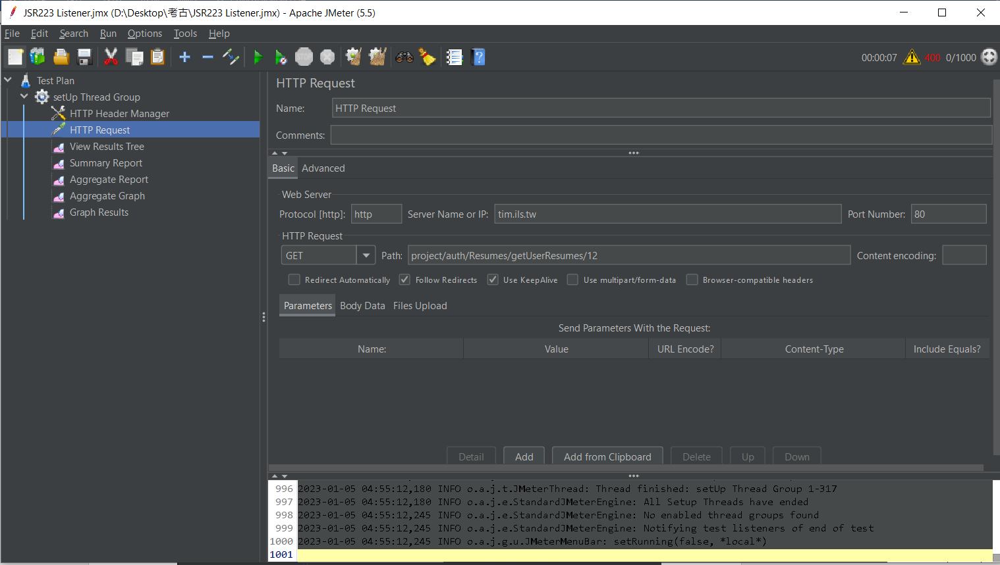 JSR223 Listener.jmx (D:\Desktop\考古\JSR223 Listener.jmx) - Apache JMeter (5.5)
File Edit Search Run Options Tools Help
STOP
00:00:07 400 0/1000
Test Plan
setUp Thread Group
HTTP Header Manager
HTTP Request
View Results Tree
Summary Report
Aggregate Report
Aggregate Graph
Graph Results
HTTP Request
Name: HTTP Request
Comments:
Basic Advanced
Web Server
Protocol [http]: http Server Name or IP: tim.ils.tw Port Number: 80
HTTP Request
GET Path: project/auth/Resumes/getUserResumes/12 Content encoding:
Redirect Automatically Follow Redirects Use KeepAlive Use multipart/form-data Browser-compatible headers
Parameters Body Data Files Upload
Send Parameters With the Request:
Name: Value URL Encode? Content-Type Include Equals?
Detail Add Add from Clipboard Delete Up Down
996 2023-01-05 04:55:12,180 INFO o.a.j.t.JMeterThread: Thread finished: setUp Thread Group 1-317
997 2023-01-05 04:55:12,180 INFO o.a.j.e.StandardJMeterEngine: All Setup Threads have ended
998 2023-01-05 04:55:12,245 INFO o.a.j.e.StandardJMeterEngine: No enabled thread groups found
999 2023-01-05 04:55:12,245 INFO o.a.j.e.StandardJMeterEngine: Notifying test listeners of end of test
1000 2023-01-05 04:55:12,245 INFO o.a.j.g.u.JMeterMenuBar: setRunning(false, *local*)
1001